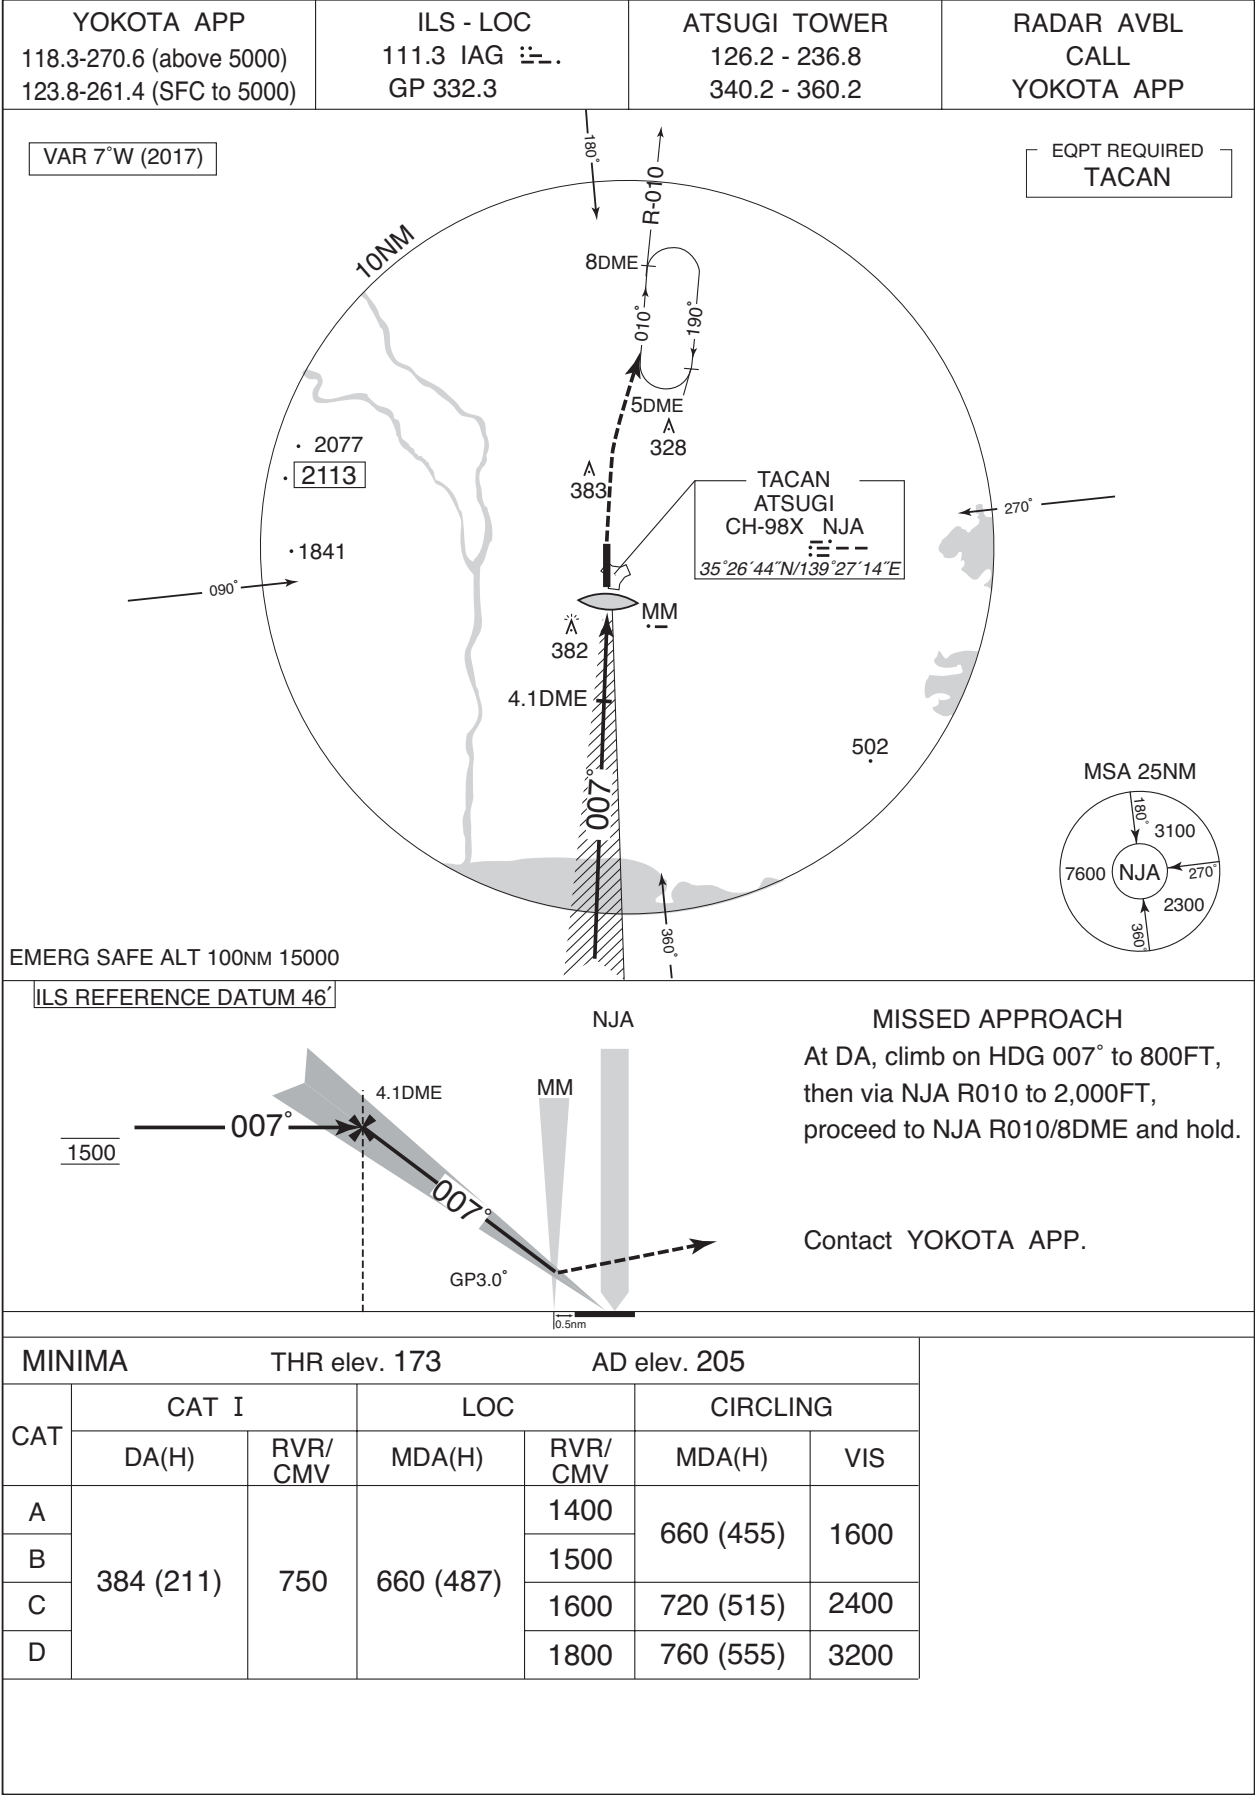 YOKOTA APP
118.3-270.6 (above 5000)
123.8-261.4 (SFC to 5000)
ILS - LOC
111.3 IAG
GP 332.3
ATSUGI TOWER
126.2 - 236.8
340.2 - 360.2
RADAR AVBL
CALL
YOKOTA APP
VAR 7°W (2017)
EQPT REQUIRED
TACAN
180°
R-010
10NM
8DME
010°
190°
5DME
328
383
2077
2113
1841
TACAN
ATSUGI
CH-98X NJA
35°26′44″N/139°27′14″E
270°
090°
MM
382
4.1DME
007°
502
360°
MSA 25NM
180°
3100
7600
NJA
270°
2300
360°
EMERG SAFE ALT 100NM 15000
ILS REFERENCE DATUM 46′
NJA
MM
4.1DME
007°
1500
007°
GP3.0°
0.5nm
MISSED APPROACH
At DA, climb on HDG 007° to 800FT,
then via NJA R010 to 2,000FT,
proceed to NJA R010/8DME and hold.
Contact YOKOTA APP.
MINIMA THR elev. 173 AD elev. 205
CAT CAT I LOC CIRCLING
DA(H) RVR/CMV MDA(H) RVR/CMV MDA(H) VIS
A 384 (211) 750 660 (487) 1400 660 (455) 1600
B 1500
C 1600 720 (515) 2400
D 1800 760 (555) 3200